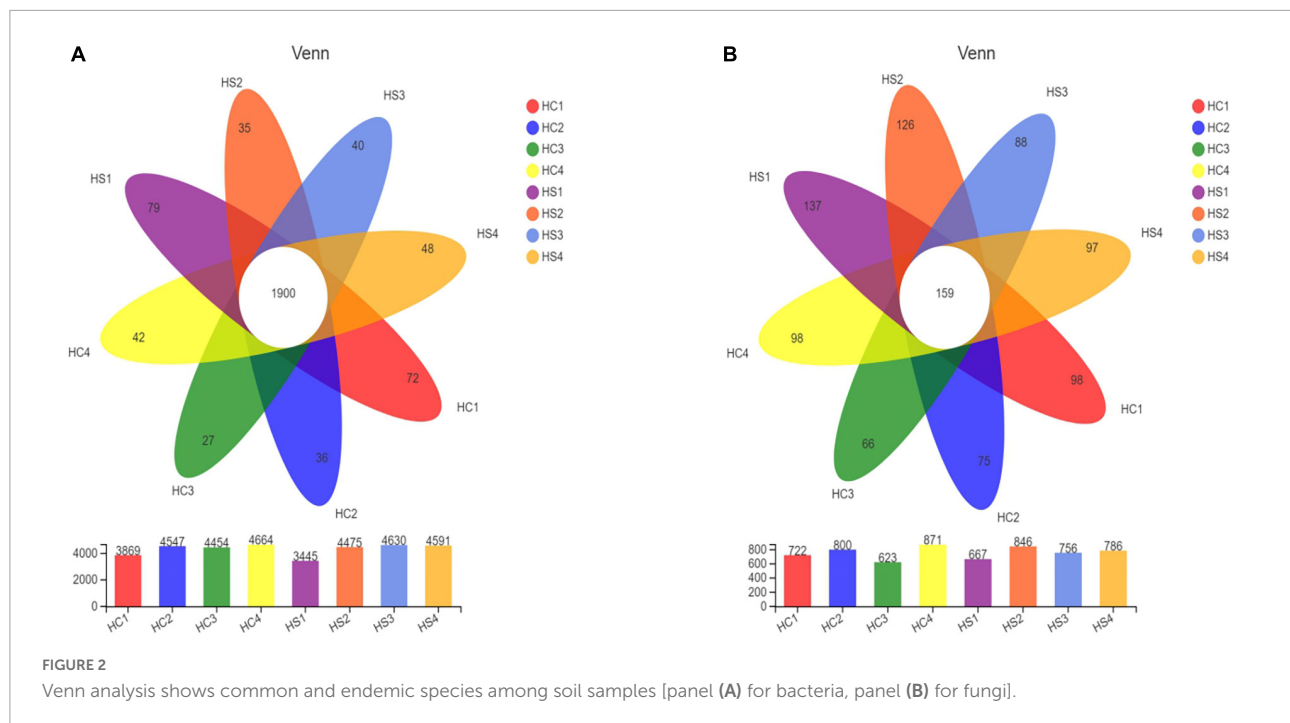 A
Venn
HS2
HS3
35
40
HS1
79
HS4
48
1900
42
HC4
72
HC1
27
36
HC3
HC2
HC1
HC2
HC3
HC4
HS1
HS2
HS3
HS4
4000
2000
0
3869
4547
4454
4664
3445
4475
4630
4591
HC1
HC2
HC3
HC4
HS1
HS2
HS3
HS4
B
Venn
HS2
HS3
126
88
HS1
137
HS4
97
159
98
HC4
98
HC1
66
75
HC3
HC2
HC1
HC2
HC3
HC4
HS1
HS2
HS3
HS4
800
600
400
200
0
722
800
623
871
667
846
756
786
HC1
HC2
HC3
HC4
HS1
HS2
HS3
HS4
FIGURE 2
Venn analysis shows common and endemic species among soil samples [panel (A) for bacteria, panel (B) for fungi].